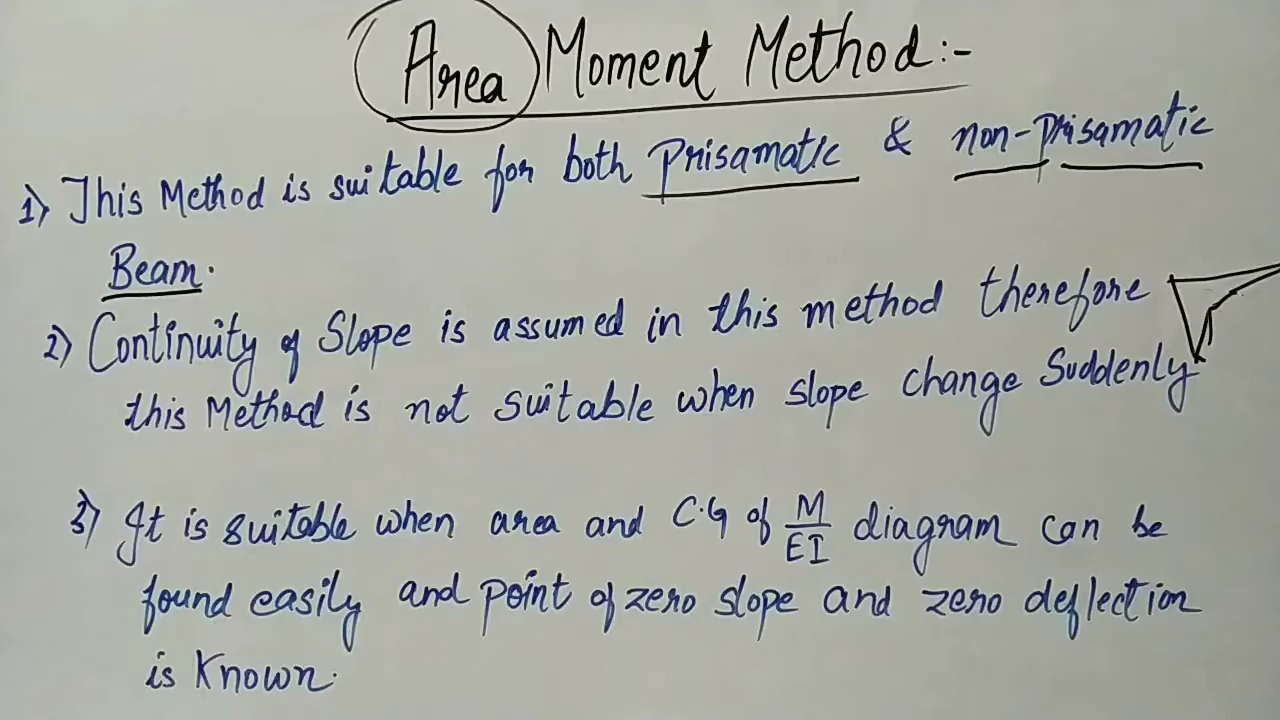 Area Moment Method:-
1) This Method is suitable for both Prisamatic & non-prisamatic
Beam.
2) Continuity of Slope is assumed in this method therefore
this Method is not suitable when slope change Suddenly
3) It is suitable when area and C.G of M/EI diagram can be
found easily and point of zero slope and zero deflection
is Known.